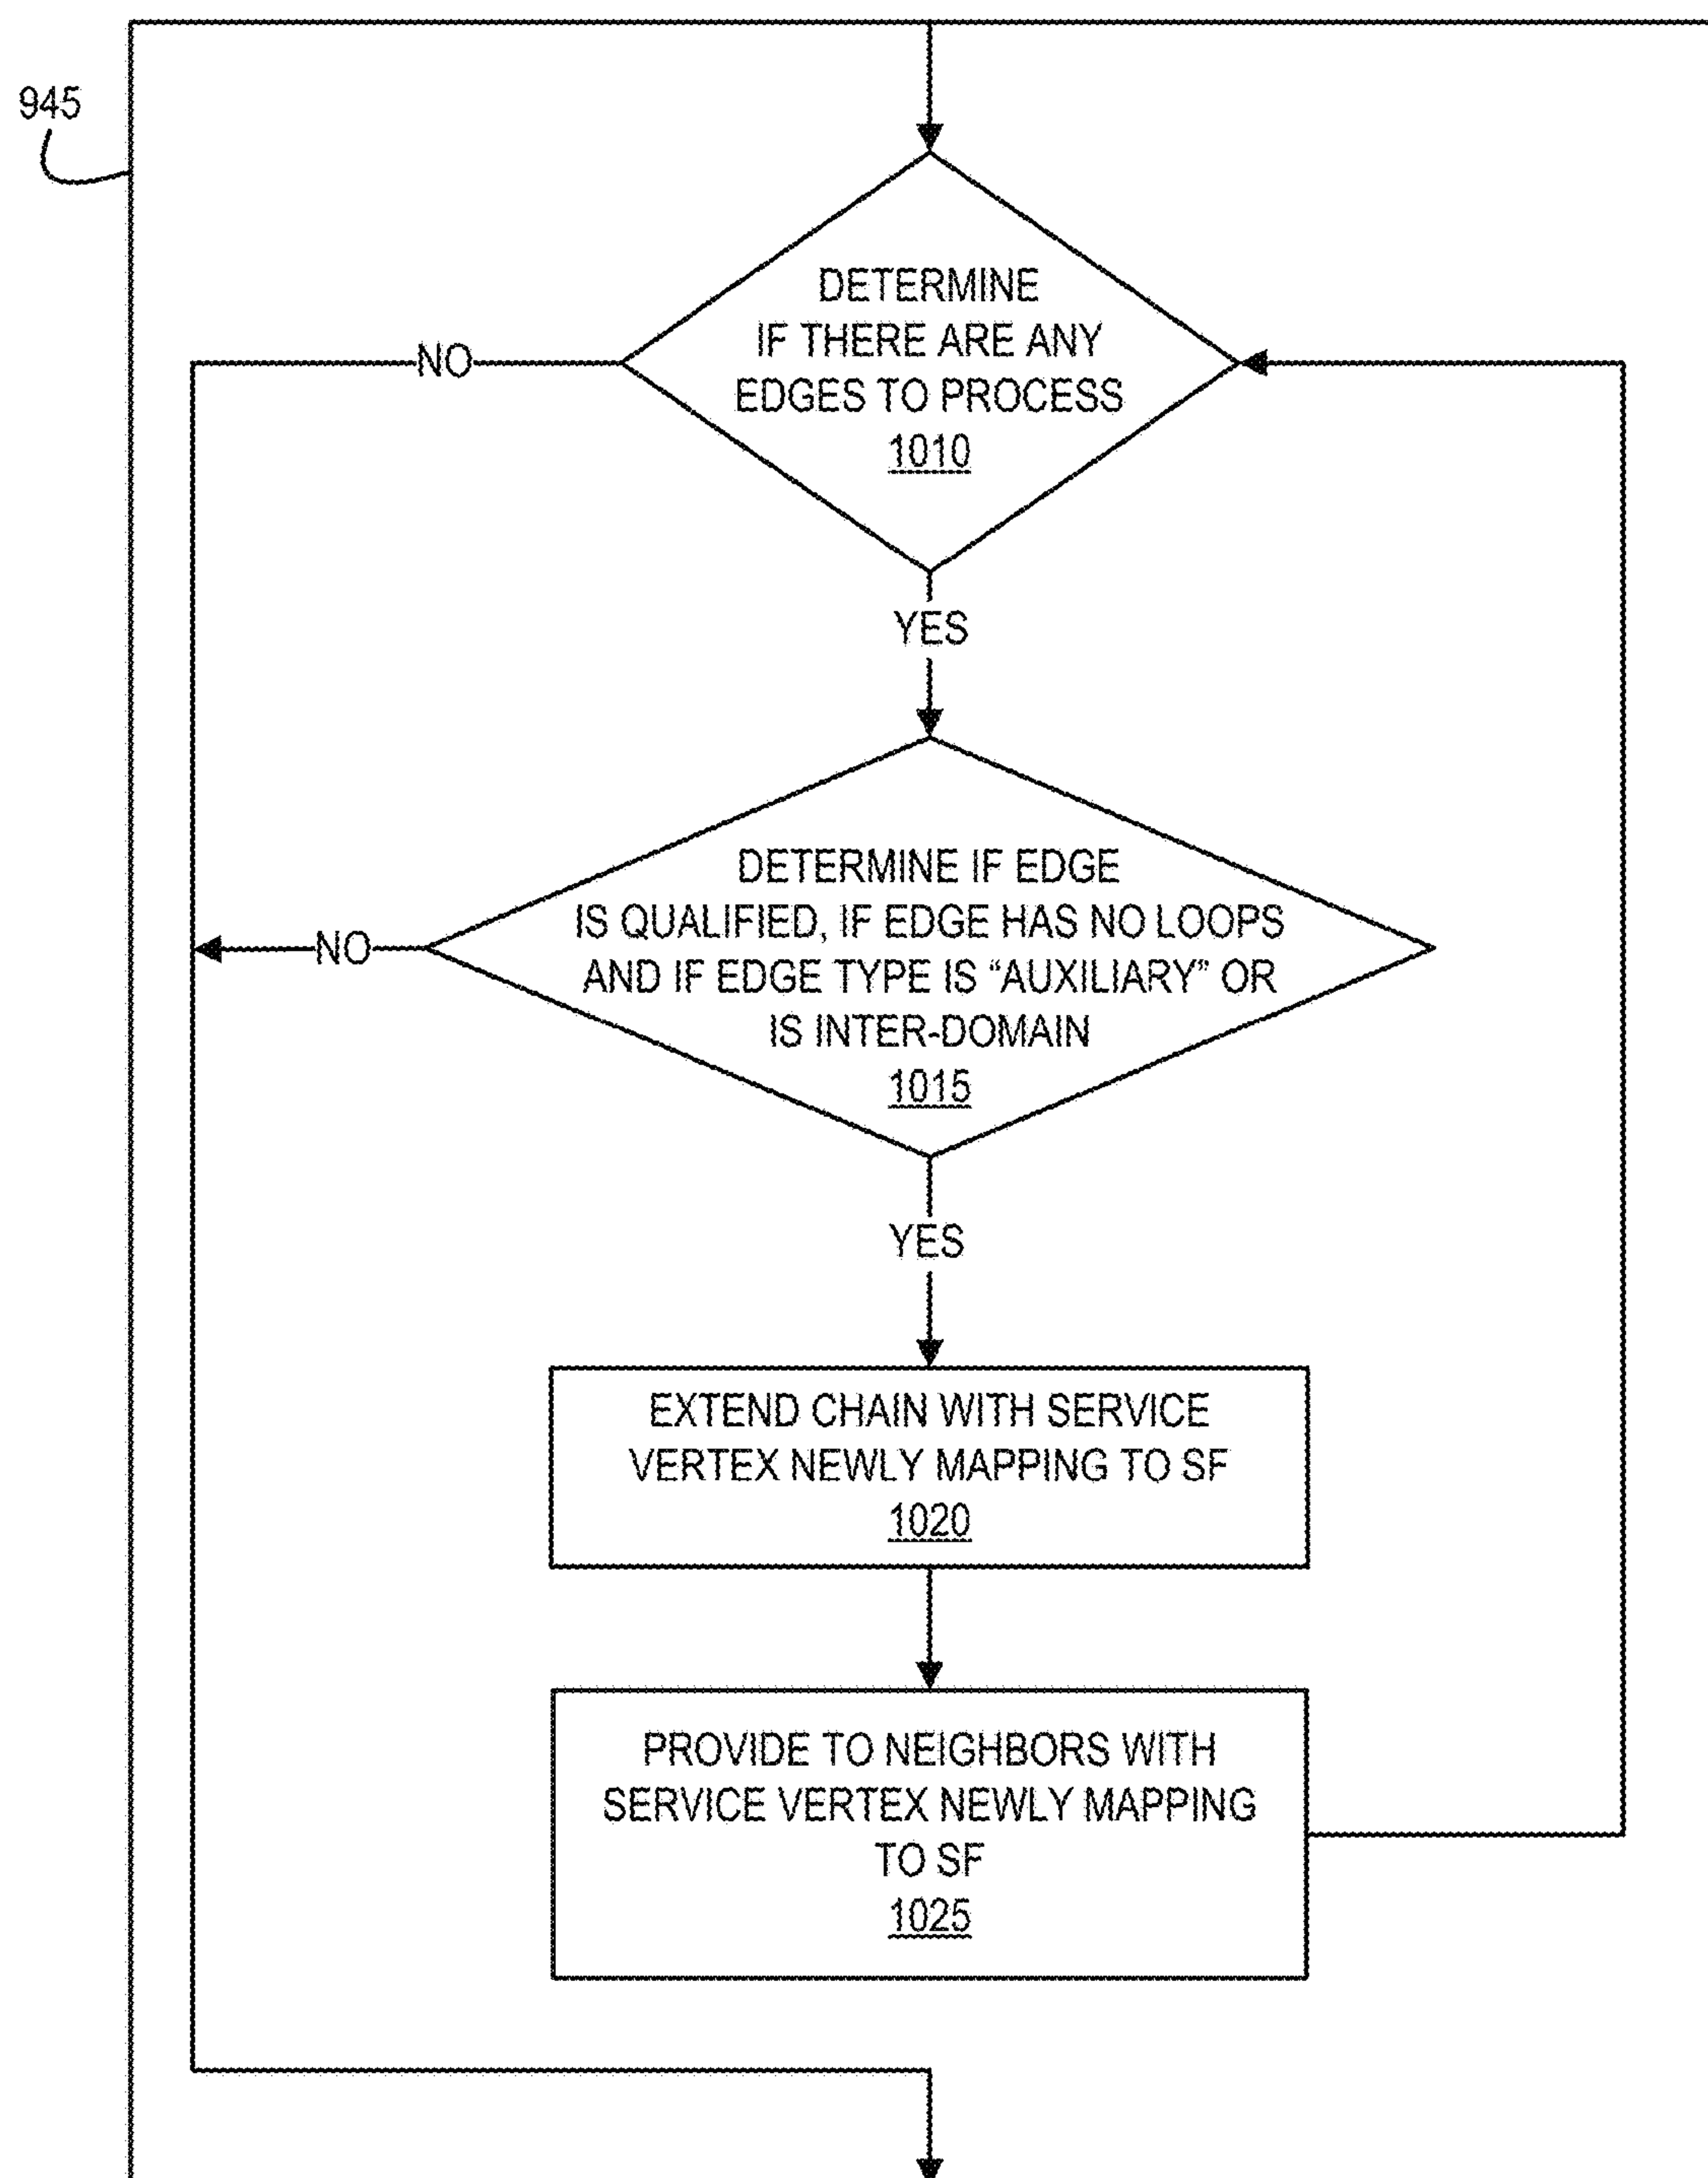 945
DETERMINE
IF THERE ARE ANY
EDGES TO PROCESS
1010
NO
YES
DETERMINE IF EDGE
IS QUALIFIED, IF EDGE HAS NO LOOPS
AND IF EDGE TYPE IS “AUXILIARY” OR
IS INTER-DOMAIN
1015
NO
YES
EXTEND CHAIN WITH SERVICE
VERTEX NEWLY MAPPING TO SF
1020
PROVIDE TO NEIGHBORS WITH
SERVICE VERTEX NEWLY MAPPING
TO SF
1025